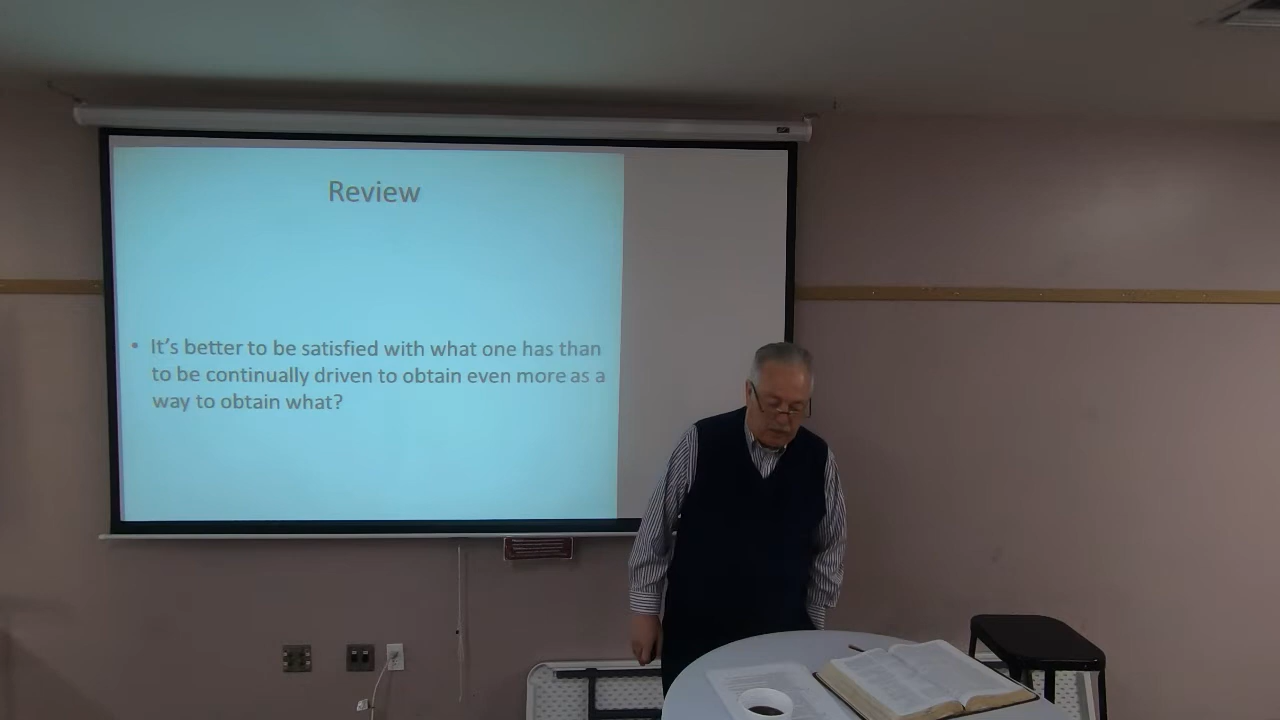 Review
• It's better to be satisfied with what one has than
to be continually driven to obtain even more as a
way to obtain what?